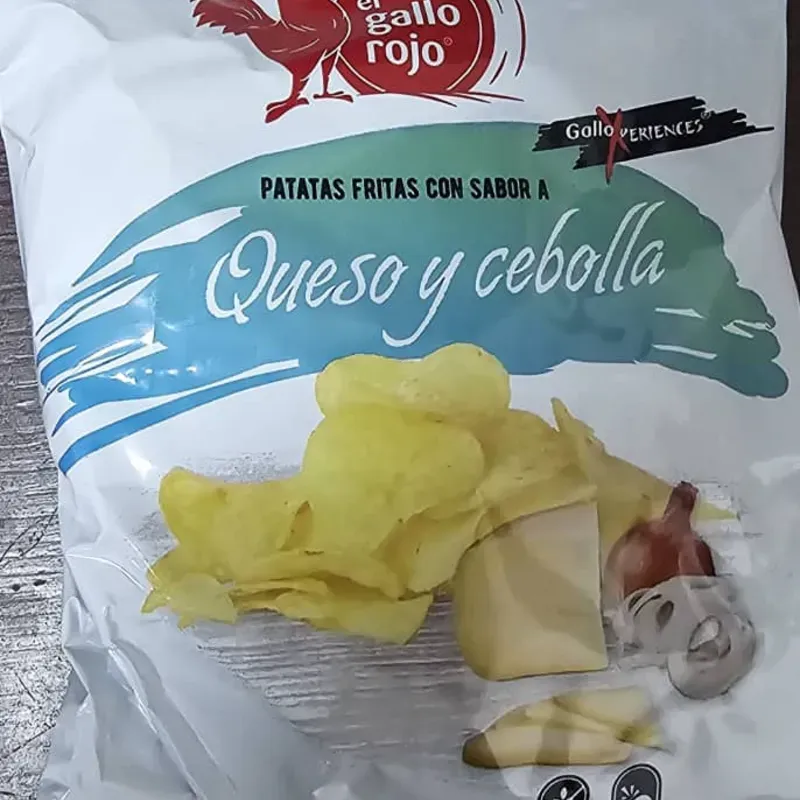 el
gallo
rojo®
GalloXPERIENCES®
PATATAS FRITAS CON SABOR A
Queso y cebolla